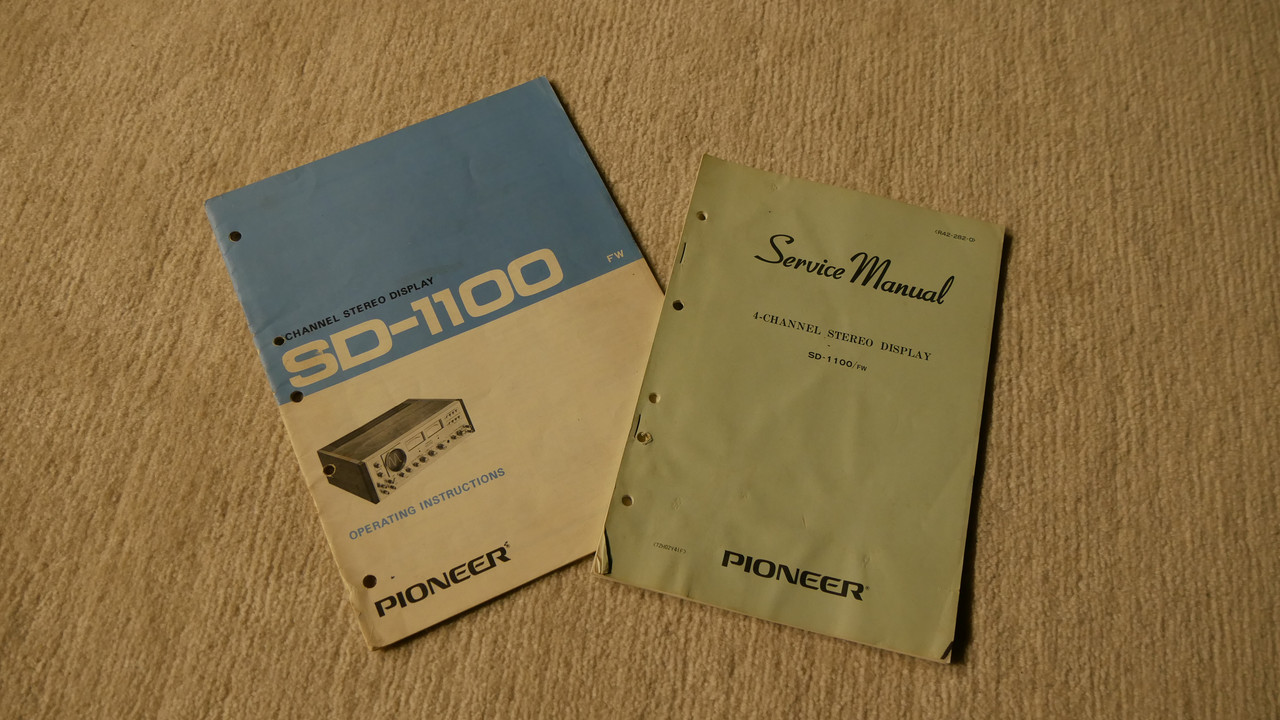 CHANNEL STEREO DISPLAY
SD-1100
FW
OPERATING INSTRUCTIONS
PIONEER
Service Manual
4-CHANNEL STEREO DISPLAY
SD-1100/FW
PIONEER®